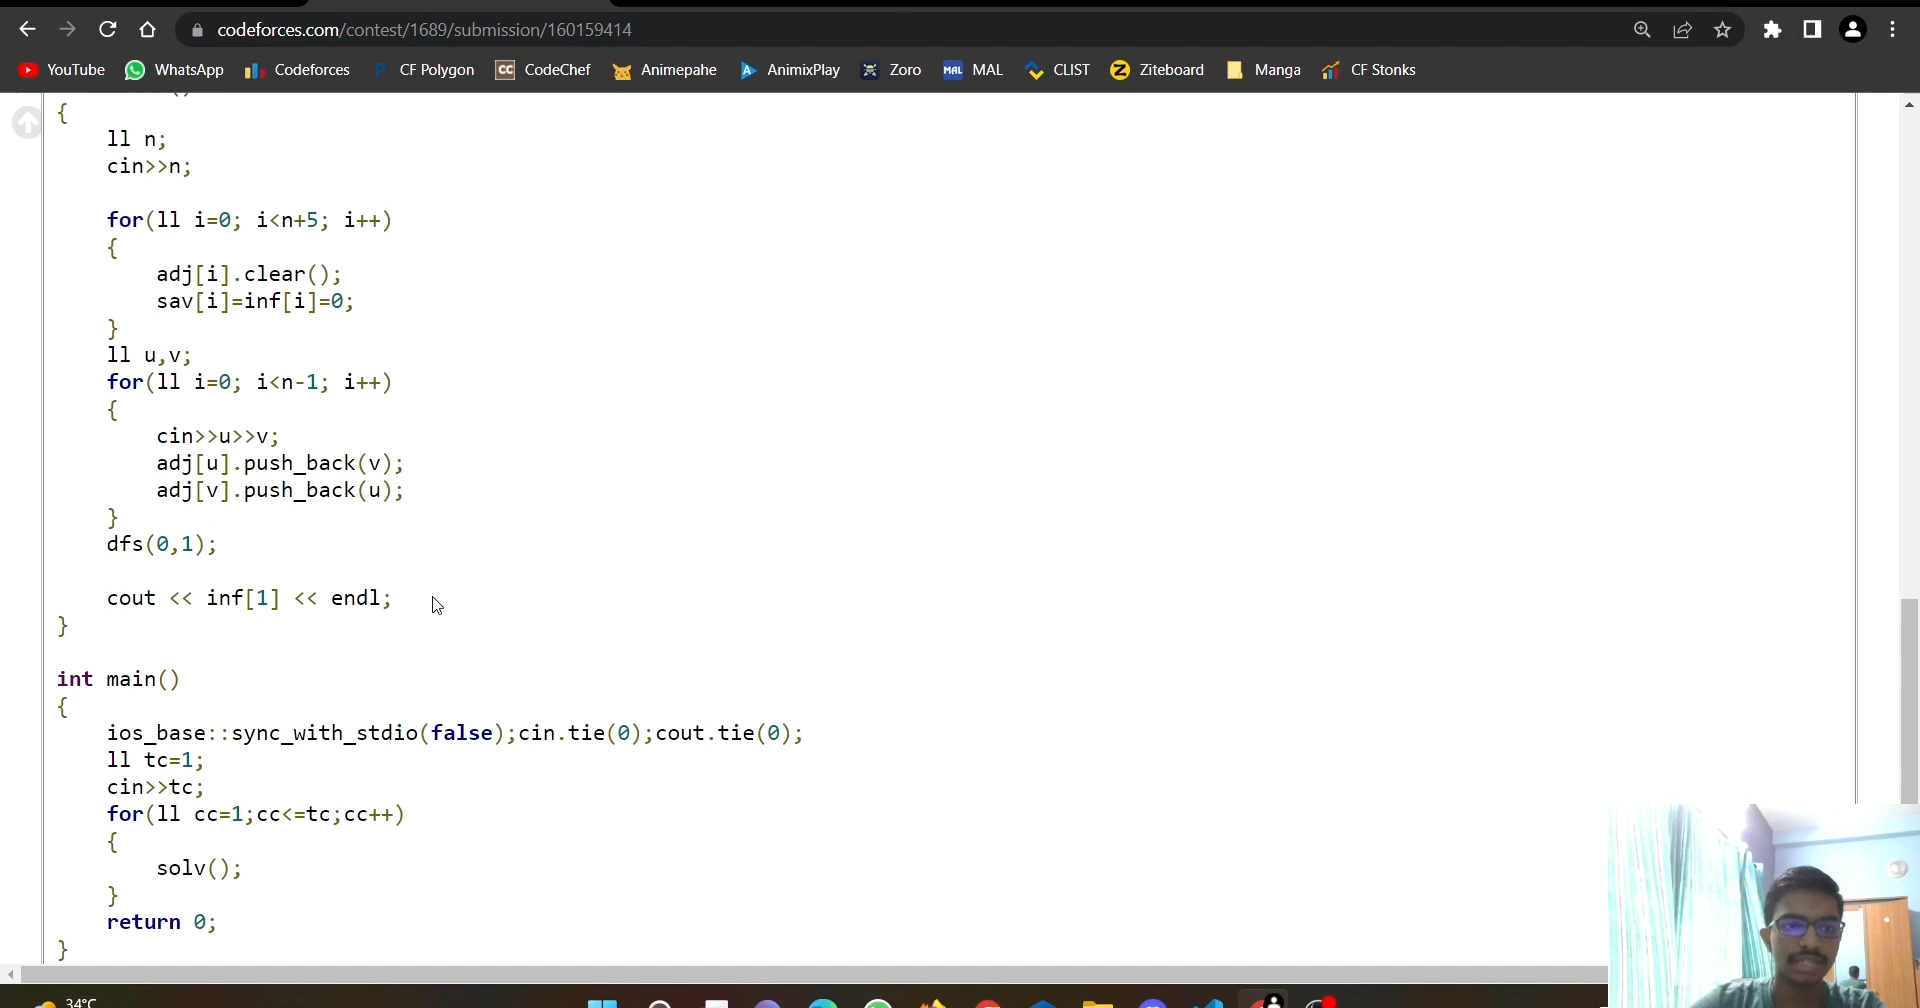 codeforces.com/contest/1689/submission/160159414
YouTube WhatsApp Codeforces CF Polygon CC CodeChef Animepahe AnimixPlay Zoro MAL MAL CLIST Z Ziteboard Manga CF Stonks
{
ll n;
cin>>n;
for(ll i=0; i<n+5; i++)
{
adj[i].clear();
sav[i]=inf[i]=0;
}
ll u,v;
for(ll i=0; i<n-1; i++)
{
cin>>u>>v;
adj[u].push_back(v);
adj[v].push_back(u);
}
dfs(0,1);
cout << inf[1] << endl;
}
int main()
{
ios_base::sync_with_stdio(false);cin.tie(0);cout.tie(0);
ll tc=1;
cin>>tc;
for(ll cc=1;cc<=tc;cc++)
{
solv();
}
return 0;
}
34°C